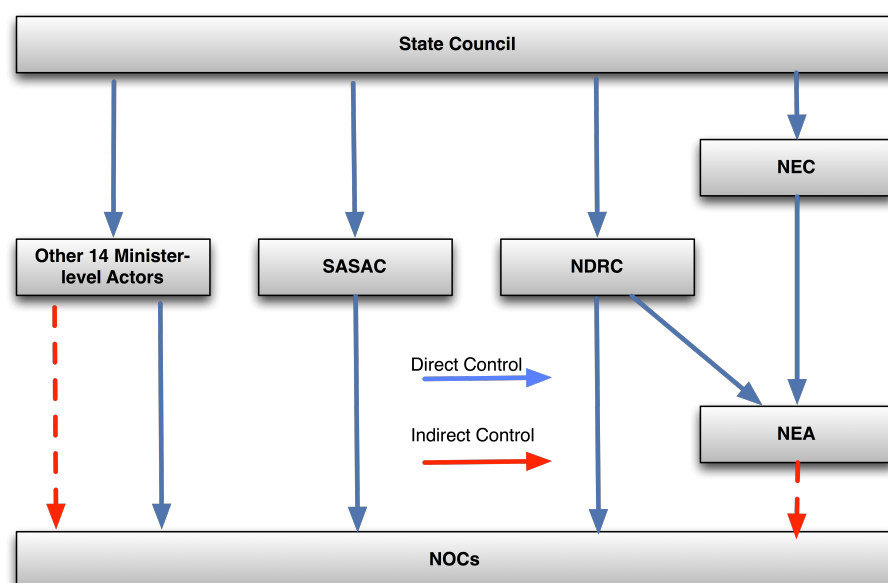 State Council
NEC
Other 14 Minister-
level Actors
SASAC
NDRC
Direct Control
Indirect Control
NEA
NOCs